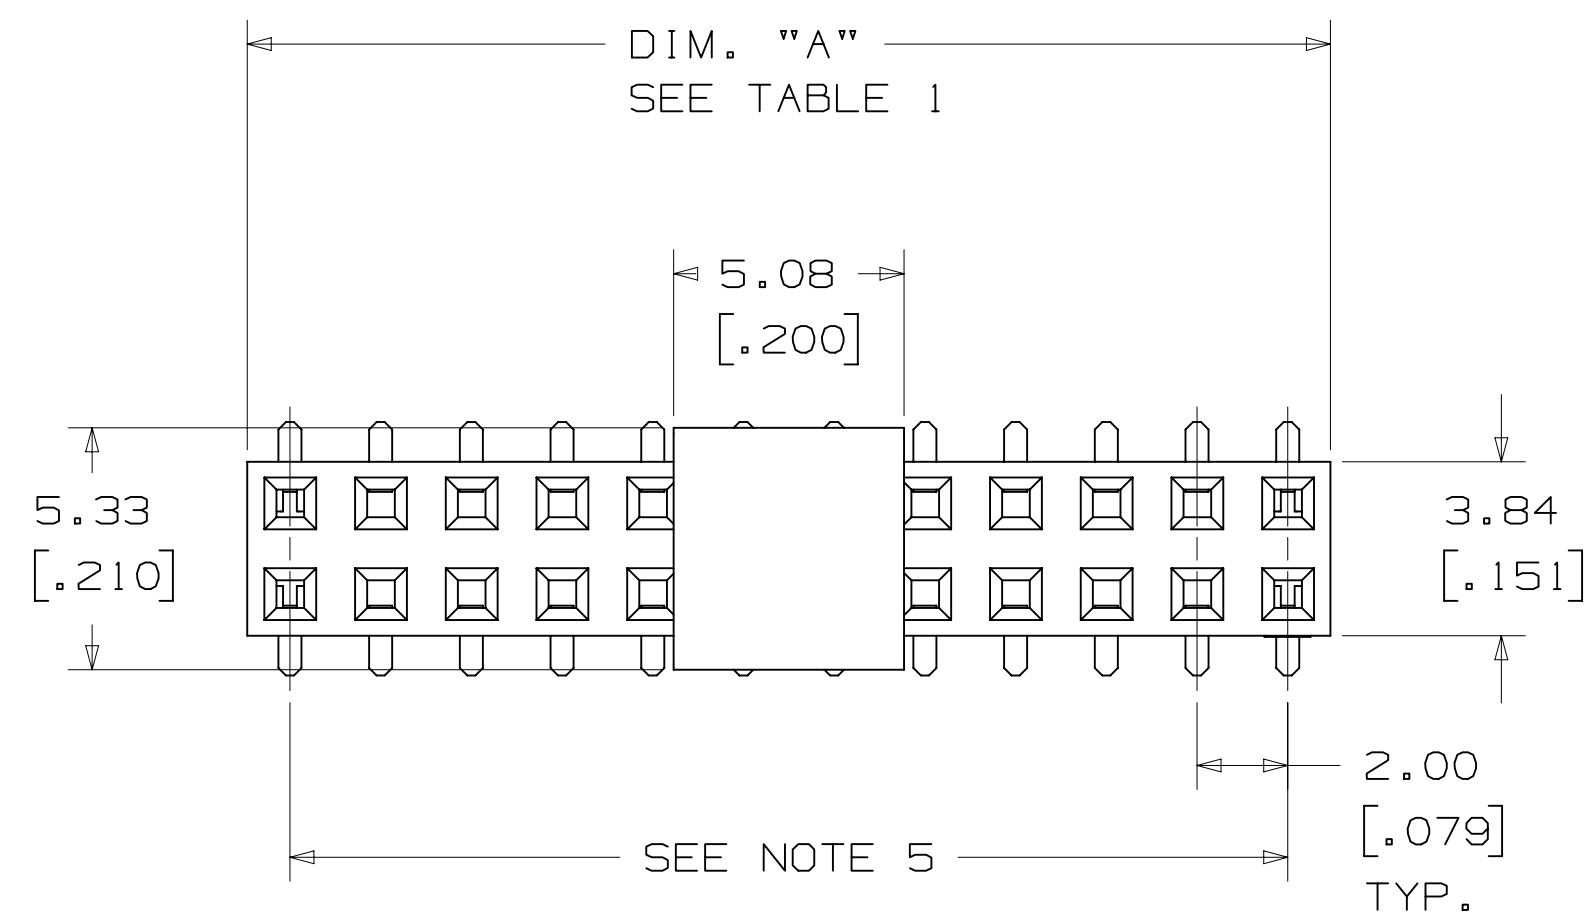 DIM. "A"
SEE TABLE 1
5.08
[.200]
5.33
[.210]
3.84
[.151]
2.00
[.079]
TYP.
SEE NOTE 5